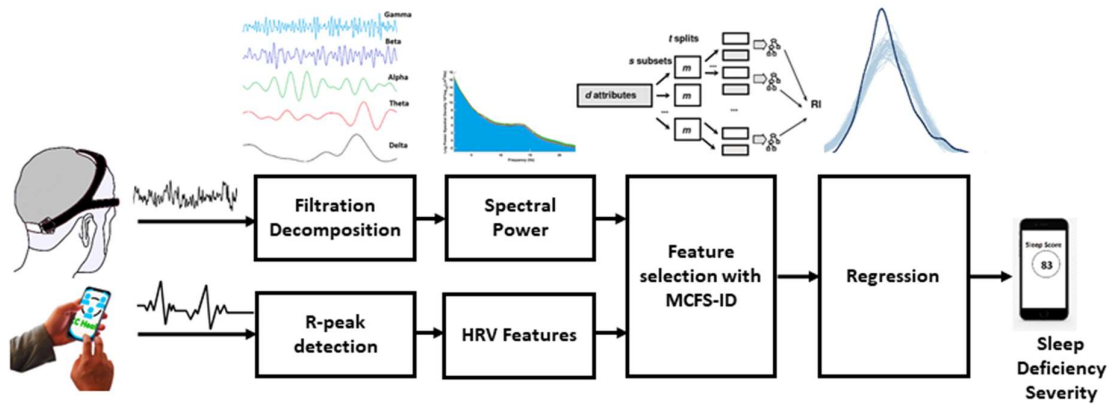 Gamma
Beta
Alpha
Theta
Delta
Frequency (Hz)
t splits
s subsets
d attributes
m
m
m
...
...
...
...
RI
Filtration
Decomposition
Spectral
Power
Feature
selection with
MCFS-ID
Regression
R-peak
detection
HRV Features
Sleep Score
83
Sleep
Deficiency
Severity